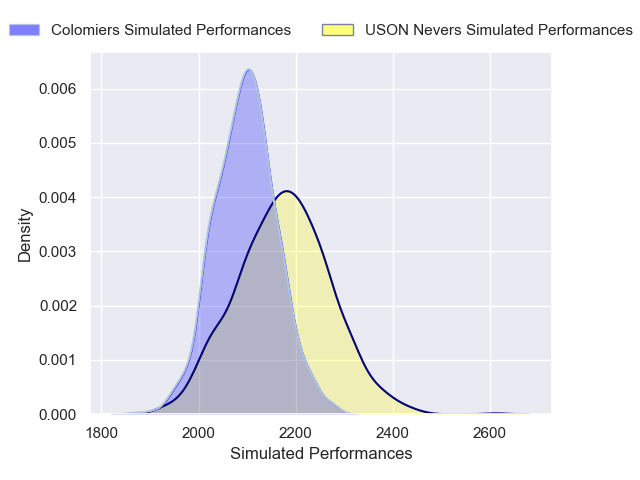 Colomiers Simulated Performances
USON Nevers Simulated Performances
0.006
0.005
0.004
0.003
0.002
0.001
0.000
Density
1800 2000 2200 2400 2600
Simulated Performances